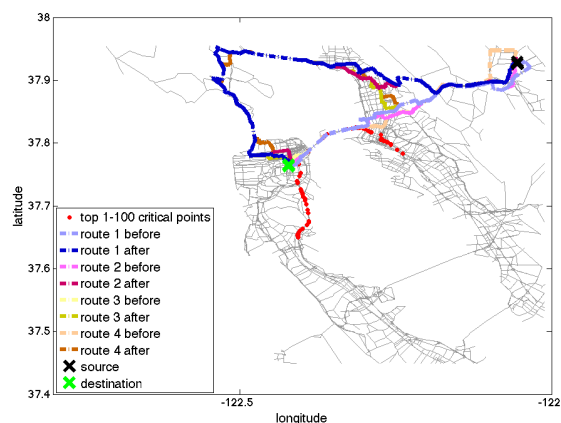 38
37.9
37.8
latitude
37.7
37.6
37.5
37.4
top 1-100 critical points
route 1 before
route 1 after
route 2 before
route 2 after
route 3 before
route 3 after
route 4 before
route 4 after
source
destination
-122.5
-122
longitude